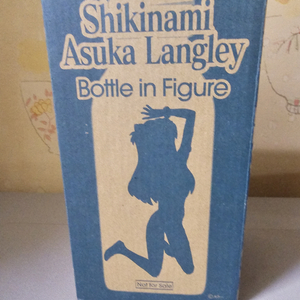 Shikinami
Asuka Langley
Bottle in Figure
Not for Sale